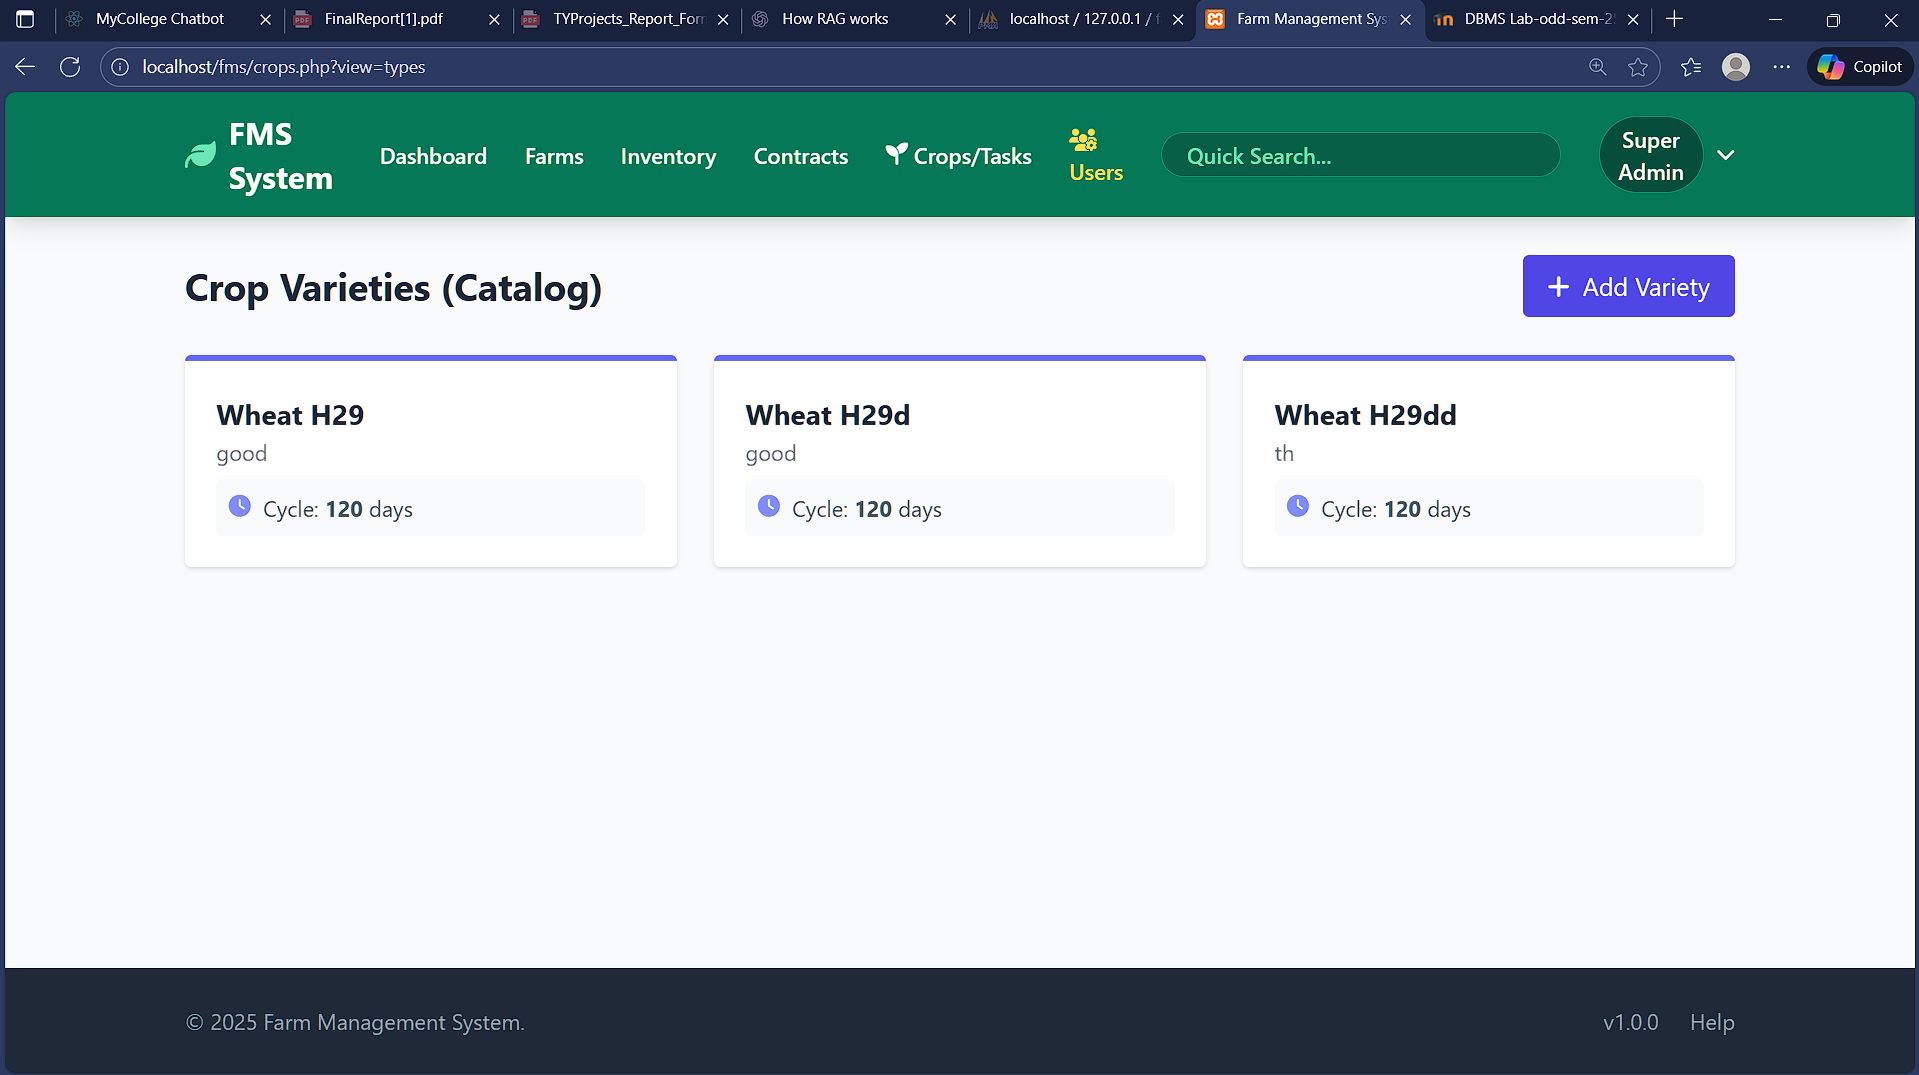 MyCollege Chatbot
FinalReport[1].pdf
TYProjects_Report_For
How RAG works
localhost / 127.0.0.1 / f
Farm Management Sys
DBMS Lab-odd-sem-2
localhost/fms/crops.php?view=types
Copilot
FMS
System
Dashboard
Farms
Inventory
Contracts
Crops/Tasks
Users
Quick Search...
Super
Admin
Crop Varieties (Catalog)
+ Add Variety
Wheat H29
good
Cycle: 120 days
Wheat H29d
good
Cycle: 120 days
Wheat H29dd
th
Cycle: 120 days
© 2025 Farm Management System.
v1.0.0
Help